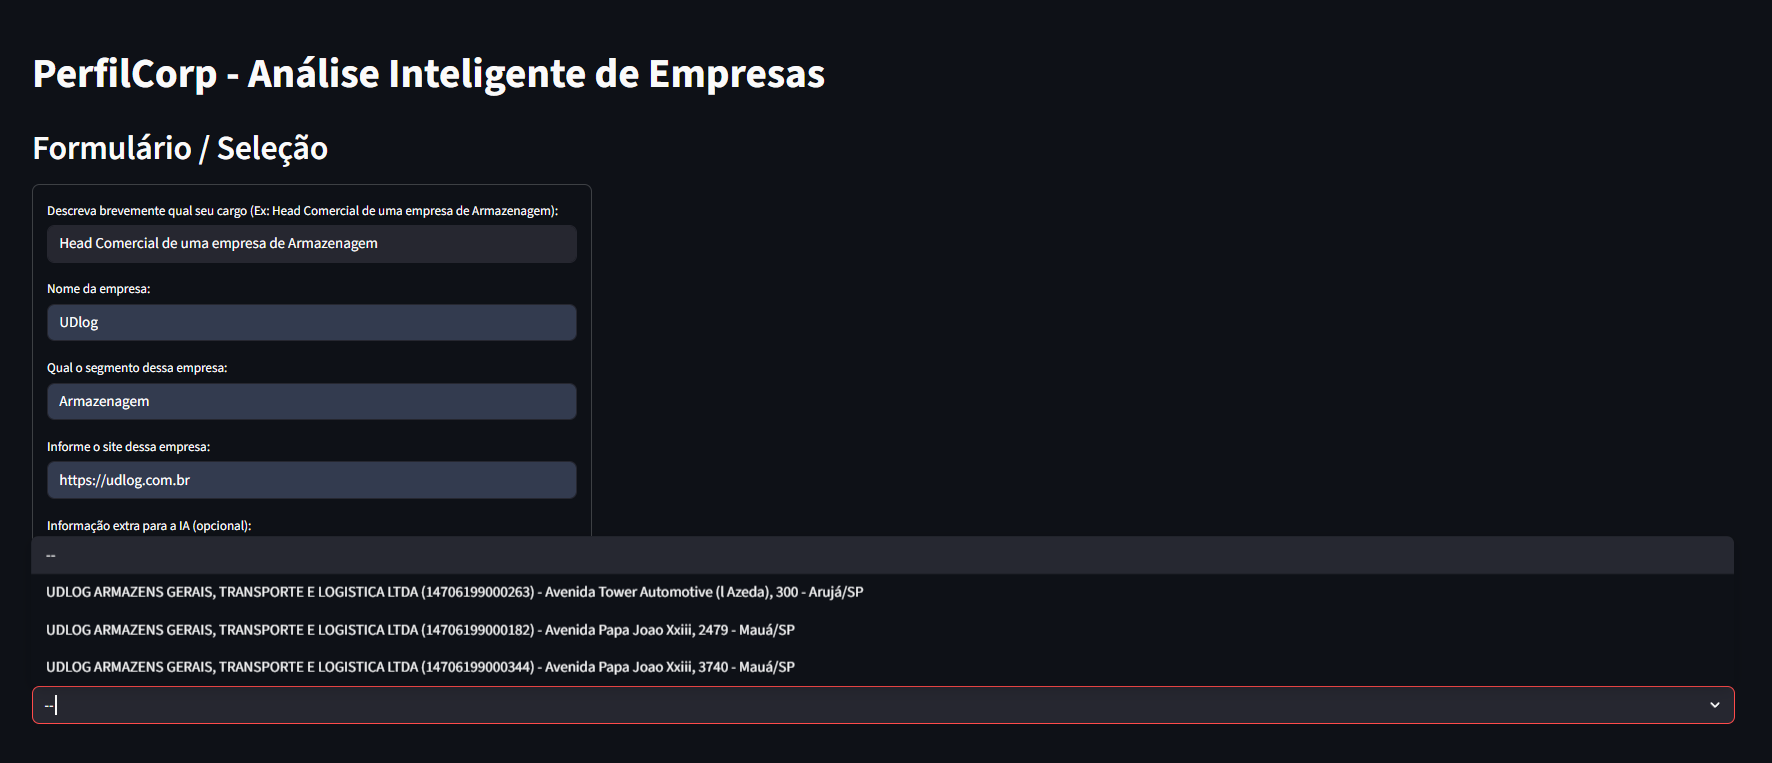 PerfilCorp - Análise Inteligente de Empresas
Formulário / Seleção
Descreva brevemente qual seu cargo (Ex: Head Comercial de uma empresa de Armazenagem):
Head Comercial de uma empresa de Armazenagem
Nome da empresa:
UDlog
Qual o segmento dessa empresa:
Armazenagem
Informe o site dessa empresa:
https://udlog.com.br
Informação extra para a IA (opcional):
--
UDLOG ARMAZENS GERAIS, TRANSPORTE E LOGISTICA LTDA (14706199000263) - Avenida Tower Automotive (l Azeda), 300 - Arujá/SP
UDLOG ARMAZENS GERAIS, TRANSPORTE E LOGISTICA LTDA (14706199000182) - Avenida Papa Joao Xxiii, 2479 - Mauá/SP
UDLOG ARMAZENS GERAIS, TRANSPORTE E LOGISTICA LTDA (14706199000344) - Avenida Papa Joao Xxiii, 3740 - Mauá/SP
--